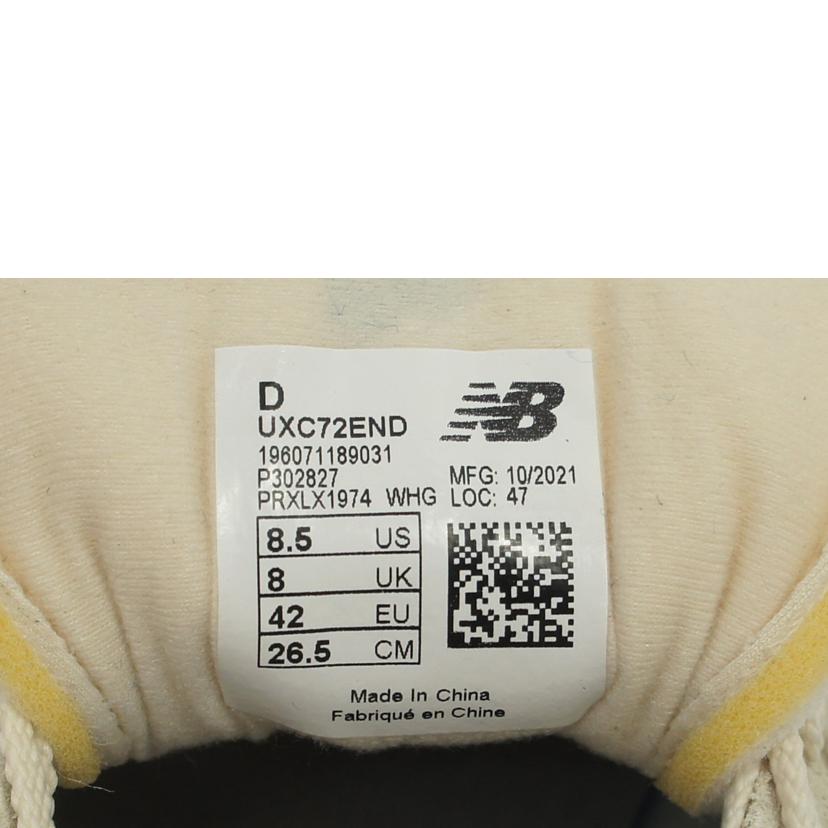 D
UXC72END
196071189031
P302827
PRXLX1974 WHG
NB
MFG: 10/2021
LOC: 47
8.5 US
8 UK
42 EU
26.5 CM
Made In China
Fabriqué en Chine